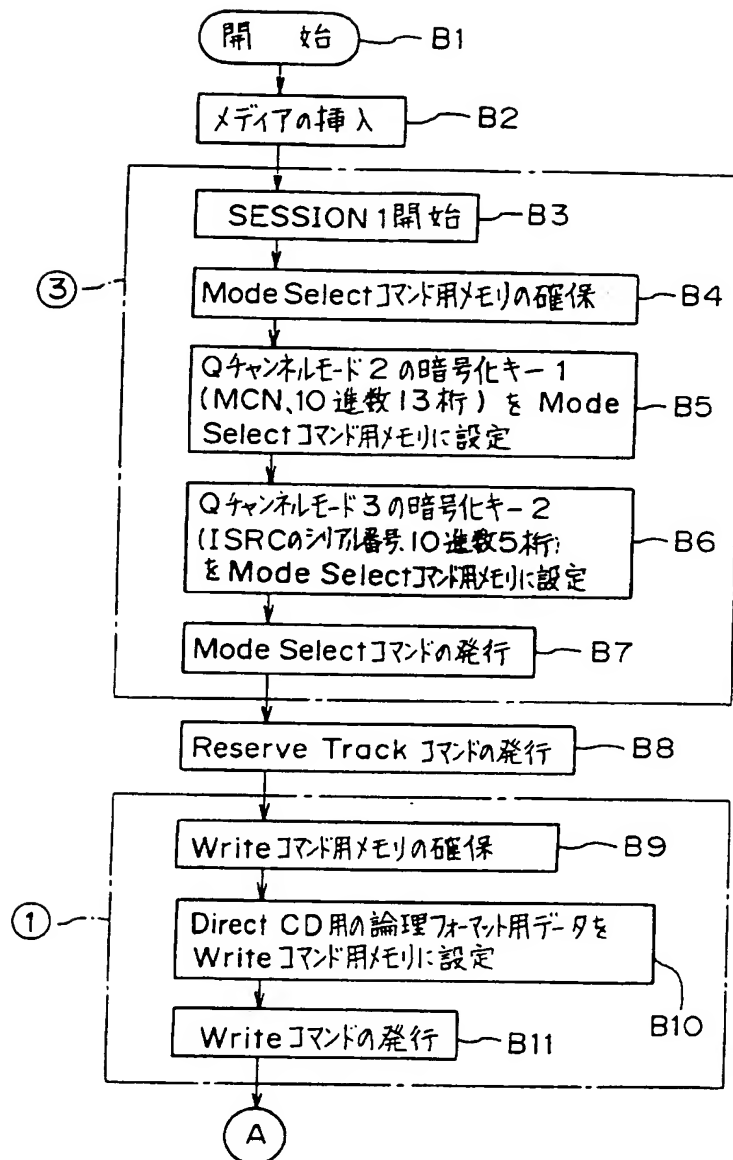 開 始 B1
メディアの挿入 B2
SESSION 1開始 B3
③
Mode Selectコマンド用メモリの確保 B4
Qチャンネルモード2の暗号化キー1
(MCN、10進数13桁)を Mode
Selectコマンド用メモリに設定
B5
Qチャンネルモード3の暗号化キー2
(ISRCのシリアル番号、10進数5桁)
をMode Selectコマンド用メモリに設定
B6
Mode Selectコマンドの発行 B7
Reserve Track コマンドの発行 B8
Writeコマンド用メモリの確保 B9
①
Direct CD用の論理フォーマット用データを
Writeコマンド用メモリに設定
B10
Writeコマンドの発行 B11
A